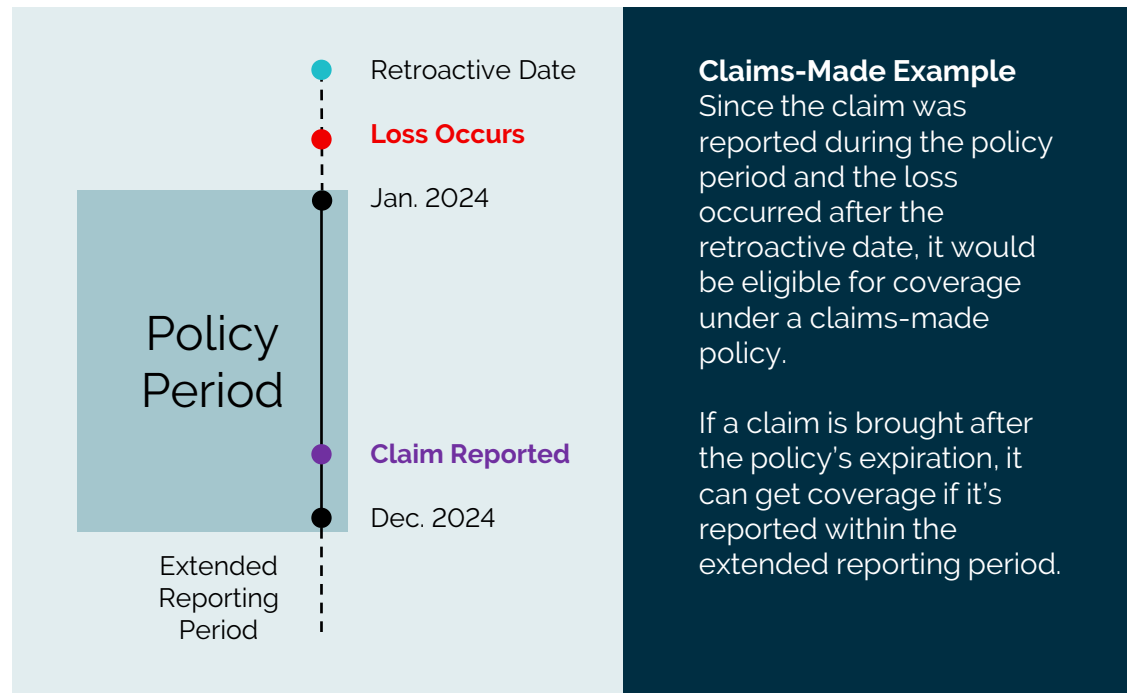 Retroactive Date
Loss Occurs
Jan. 2024
Policy
Period
Claim Reported
Dec. 2024
Extended
Reporting
Period
Claims-Made Example
Since the claim was
reported during the policy
period and the loss
occurred after the
retroactive date, it would
be eligible for coverage
under a claims-made
policy.
If a claim is brought after
the policy’s expiration, it
can get coverage if it’s
reported within the
extended reporting period.